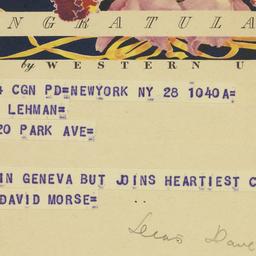 NGRATULA
by WESTERN U
4 CGN PD=NEWYORK NY 28 1040A=
LEHMAN=
20 PARK AVE=
IN GENEVA BUT JOINS HEARTIEST C
DAVID MORSE=
Dave